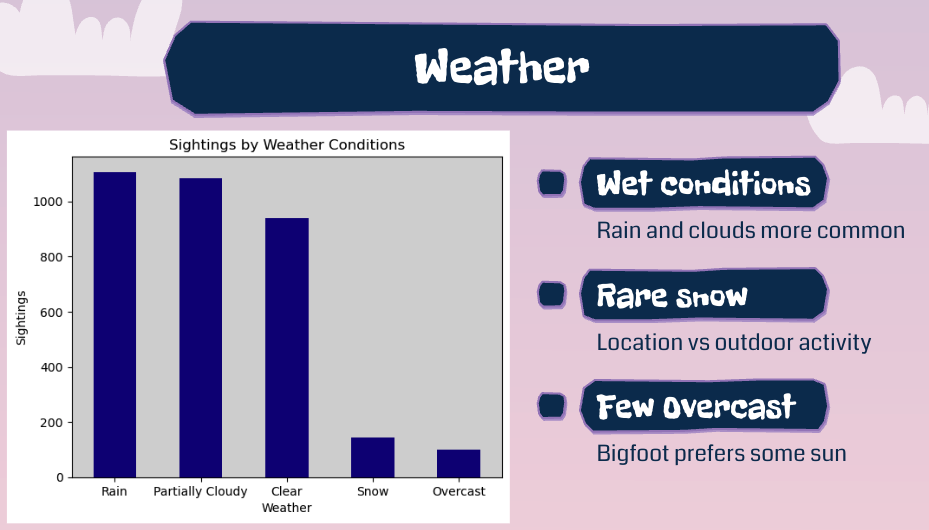 Weather
Sightings by Weather Conditions
Sightings
1000
800
600
400
200
0
Rain Partially Cloudy Clear Snow Overcast
Weather
Wet conditions
Rain and clouds more common
Rare snow
Location vs outdoor activity
Few Overcast
Bigfoot prefers some sun